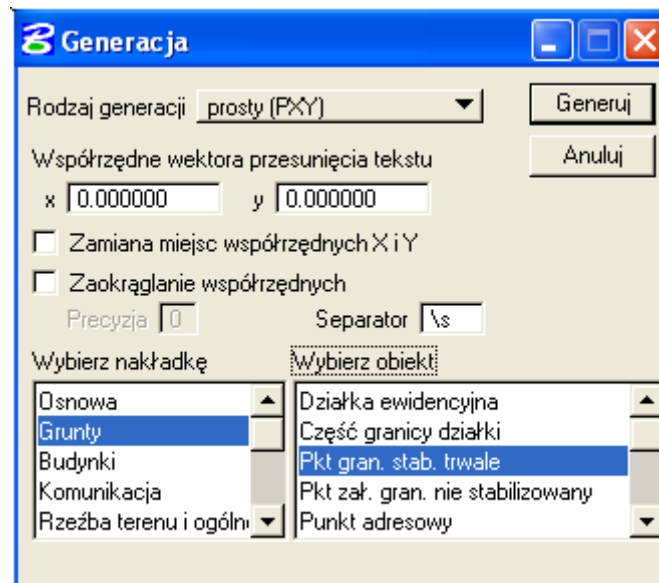 Generacja
Rodzaj generacji prosty (PXY) Generuj
Współrzędne wektora przesunięcia tekstu Anuluj
x 0.000000 y 0.000000
Zamiana miejsc współrzędnych X i Y
Zaokrąglanie współrzędnych
Precyzja 0 Separator \s
Wybierz nakładkę Wybierz obiekt
Osnowa Działka ewidencyjna
Grunty Część granicy działki
Budynki Pkt gran. stab. trwale
Komunikacja Pkt zał. gran. nie stabilizowany
Rzeźba terenu i ogóln Punkt adresowy